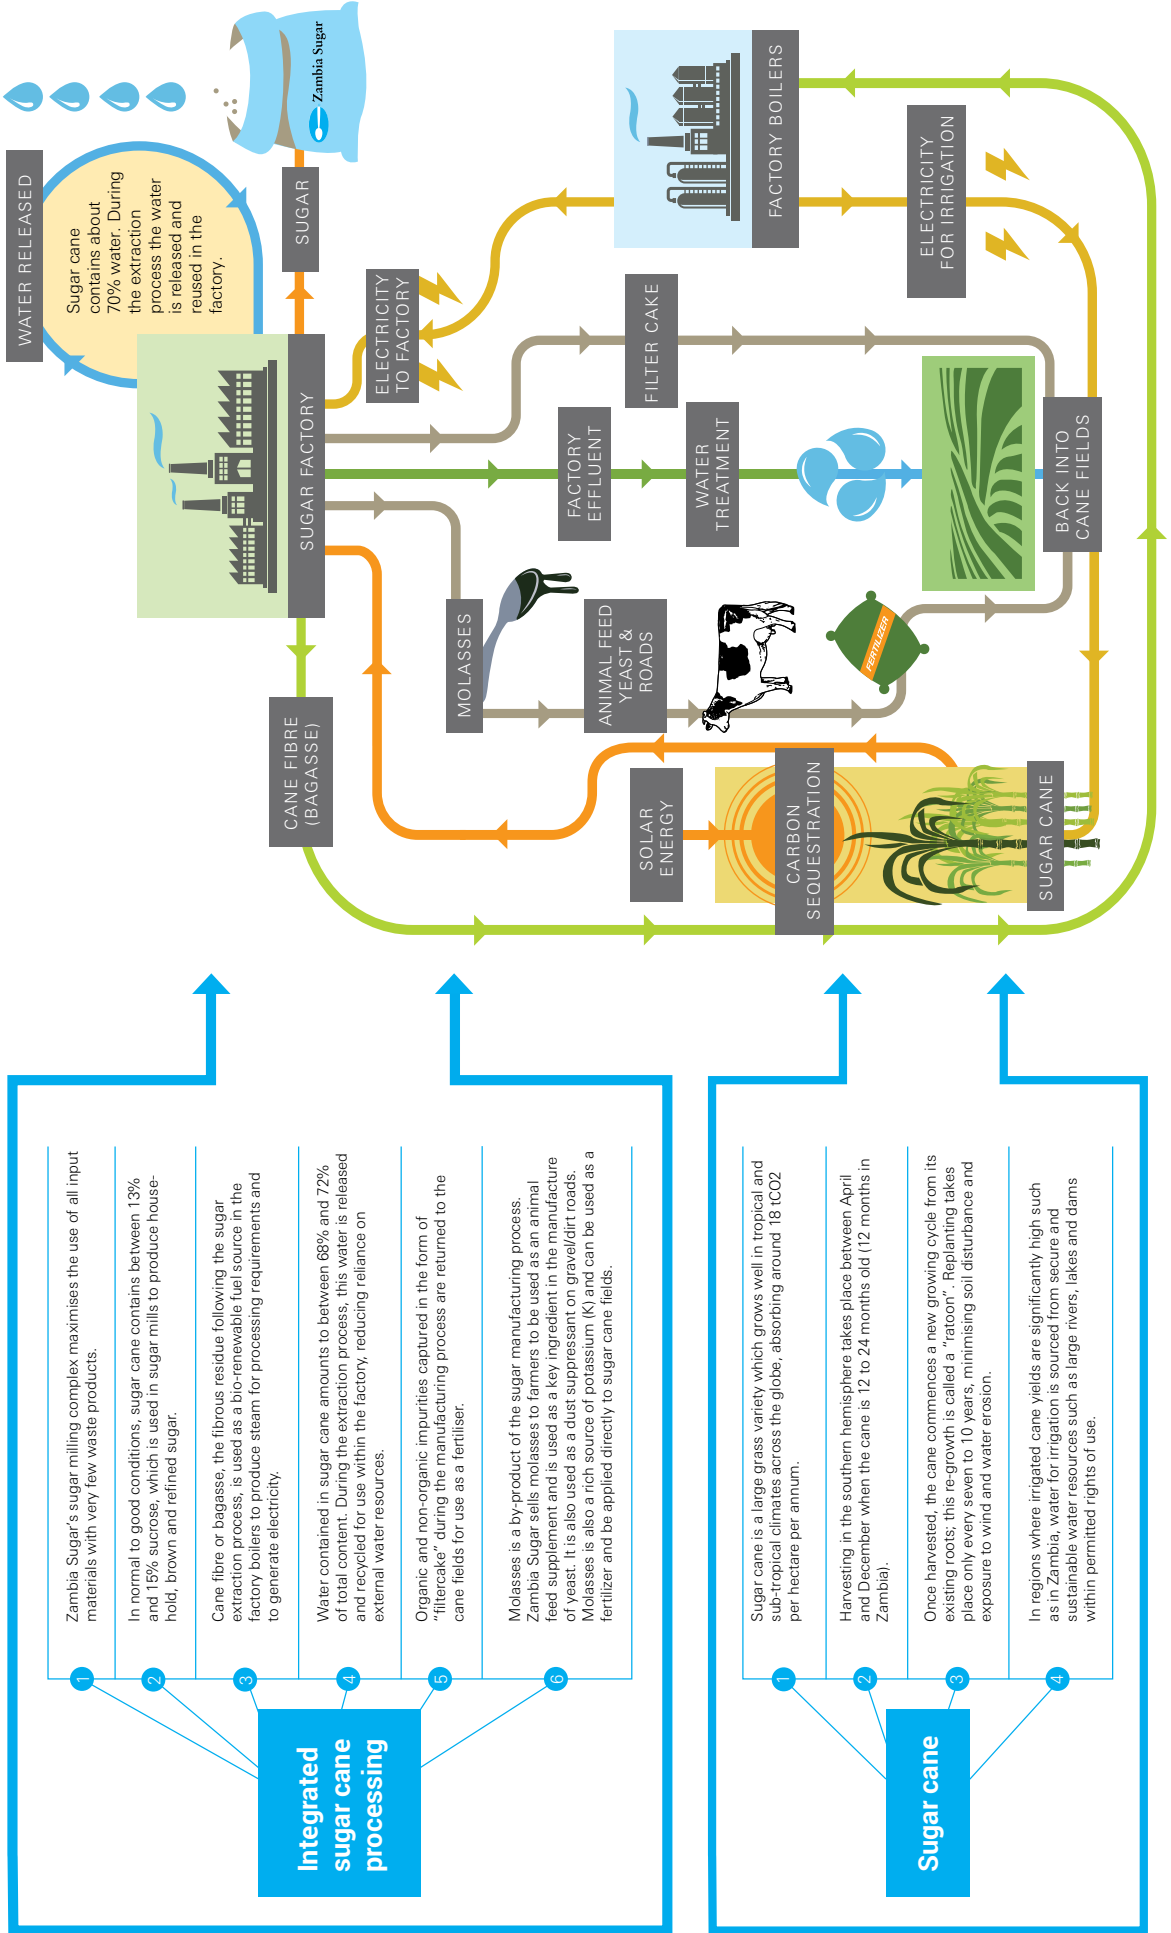 Integrated
sugar cane
processing
1
Zambia Sugar's sugar milling complex maximises the use of all input
materials with very few waste products.
2
In normal to good conditions, sugar cane contains between 13%
and 15% sucrose, which is used in sugar mills to produce house-
hold, brown and refined sugar.
3
Cane fibre or bagasse, the fibrous residue following the sugar
extraction process, is used as a bio-renewable fuel source in the
factory boilers to produce steam for processing requirements and
to generate electricity.
4
Water contained in sugar cane amounts to between 68% and 72%
of total content. During the extraction process, this water is released
and recycled for use within the factory, reducing reliance on
external water resources.
5
Organic and non-organic impurities captured in the form of
"filtercake" during the manufacturing process are returned to the
cane fields for use as a fertiliser.
6
Molasses is a by-product of the sugar manufacturing process.
Zambia Sugar sells molasses to farmers to be used as an animal
feed supplement and is used as a key ingredient in the manufacture
of yeast. It is also used as a dust suppressant on gravel/dirt roads.
Molasses is also a rich source of potassium (K) and can be used as a
fertilizer and be applied directly to sugar cane fields.
Sugar cane
1
Sugar cane is a large grass variety which grows well in tropical and
sub-tropical climates across the globe, absorbing around 18 tCO2
per hectare per annum.
2
Harvesting in the southern hemisphere takes place between April
and December when the cane is 12 to 24 months old (12 months in
Zambia).
3
Once harvested, the cane commences a new growing cycle from its
existing roots; this re-growth is called a "ratoon". Replanting takes
place only every seven to 10 years, minimising soil disturbance and
exposure to wind and water erosion.
4
In regions where irrigated cane yields are significantly high such
as in Zambia, water for irrigation is sourced from secure and
sustainable water resources such as large rivers, lakes and dams
within permitted rights of use.
WATER RELEASED
Sugar cane
contains about
70% water. During
the extraction
process the water
is released and
reused in the
factory.
SUGAR FACTORY
SUGAR
Zambia Sugar
CANE FIBRE
(BAGASSE)
ELECTRICITY
TO FACTORY
MOLASSES
FACTORY
EFFLUENT
FILTER CAKE
ANIMAL FEED
YEAST &
ROADS
WATER
TREATMENT
FACTORY BOILERS
SOLAR
ENERGY
CARBON
SEQUESTRATION
FERTILIZER
ELECTRICITY
FOR IRRIGATION
SUGAR CANE
BACK INTO
CANE FIELDS